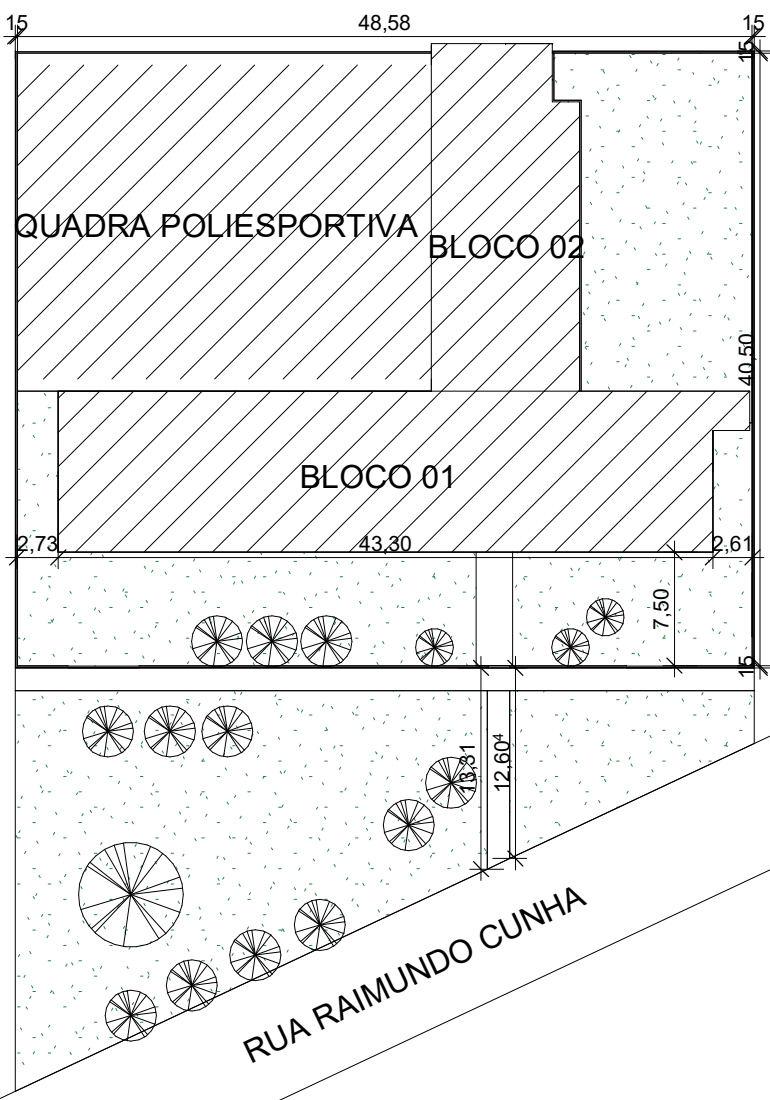 15 48,58 15
15
QUADRA POLIESPORTIVA
BLOCO 02
40,50
BLOCO 01
2,73 43,30 2,61
7,50
15
13,31
12,60⁴
RUA RAIMUNDO CUNHA